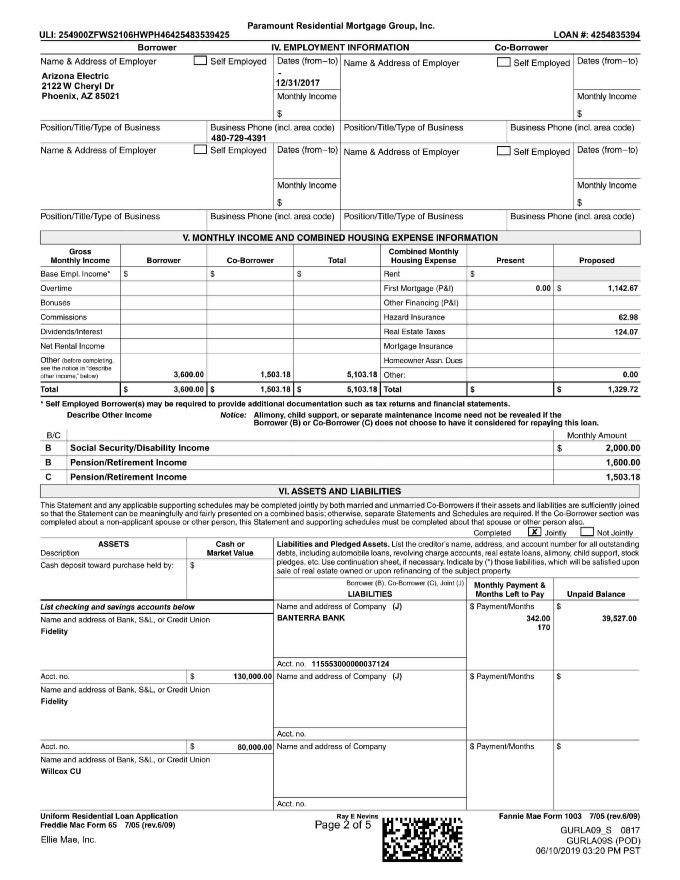 Paramount Residential Mortgage Group, Inc.
ULI: 254900ZFWS2106HWPH46425483539425 LOAN #: 4254835394
Borrower IV. EMPLOYMENT INFORMATION Co-Borrower
Name & Address of Employer Self Employed Dates (from–to) Name & Address of Employer Self Employed Dates (from–to)
Arizona Electric
2122 W Cheryl Dr
Phoenix, AZ 85021
-
12/31/2017
Monthly Income Monthly Income
$ $
Position/Title/Type of Business Business Phone (incl. area code) Position/Title/Type of Business Business Phone (incl. area code)
480-729-4391
Name & Address of Employer Self Employed Dates (from–to) Name & Address of Employer Self Employed Dates (from–to)
Monthly Income Monthly Income
$ $
Position/Title/Type of Business Business Phone (incl. area code) Position/Title/Type of Business Business Phone (incl. area code)
V. MONTHLY INCOME AND COMBINED HOUSING EXPENSE INFORMATION
Gross Monthly Income Borrower Co-Borrower Total Combined Monthly Housing Expense Present Proposed
Base Empl. Income* $ $ $ Rent $
Overtime First Mortgage (P&I) 0.00 $ 1,142.67
Bonuses Other Financing (P&I)
Commissions Hazard Insurance 62.98
Dividends/Interest Real Estate Taxes 124.07
Net Rental Income Mortgage Insurance
Other (before completing, Homeowner Assn. Dues
see the notice in "describe
other income," below) 3,600.00 1,503.18 5,103.18 Other: 0.00
Total $ 3,600.00 $ 1,503.18 $ 5,103.18 Total $ $ 1,329.72
* Self Employed Borrower(s) may be required to provide additional documentation such as tax returns and financial statements.
Describe Other Income Notice: Alimony, child support, or separate maintenance income need not be revealed if the
Borrower (B) or Co-Borrower (C) does not choose to have it considered for repaying this loan.
B/C Monthly Amount
B Social Security/Disability Income $ 2,000.00
B Pension/Retirement Income 1,600.00
C Pension/Retirement Income 1,503.18
VI. ASSETS AND LIABILITIES
This Statement and any applicable supporting schedules may be completed jointly by both married and unmarried Co-Borrowers if their assets and liabilities are sufficiently joined
so that the Statement can be meaningfully and fairly presented on a combined basis; otherwise, separate Statements and Schedules are required. If the Co-Borrower section was
completed about a non-applicant spouse or other person, this Statement and supporting schedules must be completed about that spouse or other person also.
Completed X Jointly Not Jointly
ASSETS Cash or Market Value
Description
Cash deposit toward purchase held by: $
Liabilities and Pledged Assets. List the creditor's name, address, and account number for all outstanding
debts, including automobile loans, revolving charge accounts, real estate loans, alimony, child support, stock
pledges, etc. Use continuation sheet, if necessary. Indicate by (*) those liabilities, which will be satisfied upon
sale of real estate owned or upon refinancing of the subject property.
Borrower (B), Co-Borrower (C), Joint (J)
LIABILITIES Monthly Payment & Months Left to Pay Unpaid Balance
List checking and savings accounts below Name and address of Company (J) $ Payment/Months $
Name and address of Bank, S&L, or Credit Union BANTERRA BANK 342.00 39,527.00
Fidelity 170
Acct. no. 115553000000037124
Acct. no. $ 130,000.00 Name and address of Company (J) $ Payment/Months $
Name and address of Bank, S&L, or Credit Union
Fidelity
Acct. no.
Acct. no. $ 80,000.00 Name and address of Company $ Payment/Months $
Name and address of Bank, S&L, or Credit Union
Willcox CU
Acct. no.
Uniform Residential Loan Application Ray E Nevins Fannie Mae Form 1003 7/05 (rev.6/09)
Freddie Mac Form 65 7/05 (rev.6/09) Page 2 of 5
Ellie Mae, Inc. GURLA09_S 0817
GURLA09S (POD)
06/10/2019 03:20 PM PST